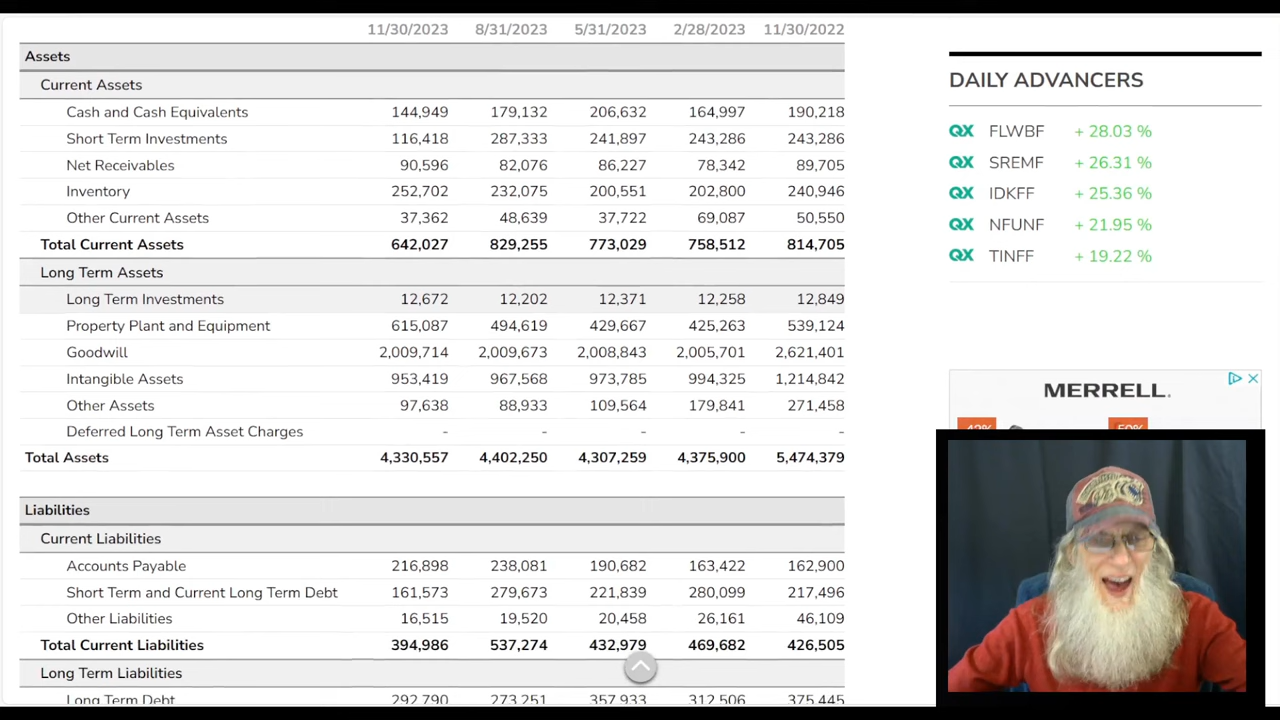 11/30/2023 8/31/2023 5/31/2023 2/28/2023 11/30/2022
Assets
Current Assets
Cash and Cash Equivalents 144,949 179,132 206,632 164,997 190,218
Short Term Investments 116,418 287,333 241,897 243,286 243,286
Net Receivables 90,596 82,076 86,227 78,342 89,705
Inventory 252,702 232,075 200,551 202,800 240,946
Other Current Assets 37,362 48,639 37,722 69,087 50,550
Total Current Assets 642,027 829,255 773,029 758,512 814,705
Long Term Assets
Long Term Investments 12,672 12,202 12,371 12,258 12,849
Property Plant and Equipment 615,087 494,619 429,667 425,263 539,124
Goodwill 2,009,714 2,009,673 2,008,843 2,005,701 2,621,401
Intangible Assets 953,419 967,568 973,785 994,325 1,214,842
Other Assets 97,638 88,933 109,564 179,841 271,458
Deferred Long Term Asset Charges - - - - -
Total Assets 4,330,557 4,402,250 4,307,259 4,375,900 5,474,379
Liabilities
Current Liabilities
Accounts Payable 216,898 238,081 190,682 163,422 162,900
Short Term and Current Long Term Debt 161,573 279,673 221,839 280,099 217,496
Other Liabilities 16,515 19,520 20,458 26,161 46,109
Total Current Liabilities 394,986 537,274 432,979 469,682 426,505
Long Term Liabilities
Long Term Debt 292,790 273,251 357,933 312,506 375,445
DAILY ADVANCERS
QX FLWBF + 28.03 %
QX SREMF + 26.31 %
QX IDKFF + 25.36 %
QX NFUNF + 21.95 %
QX TINFF + 19.22 %
MERRELL